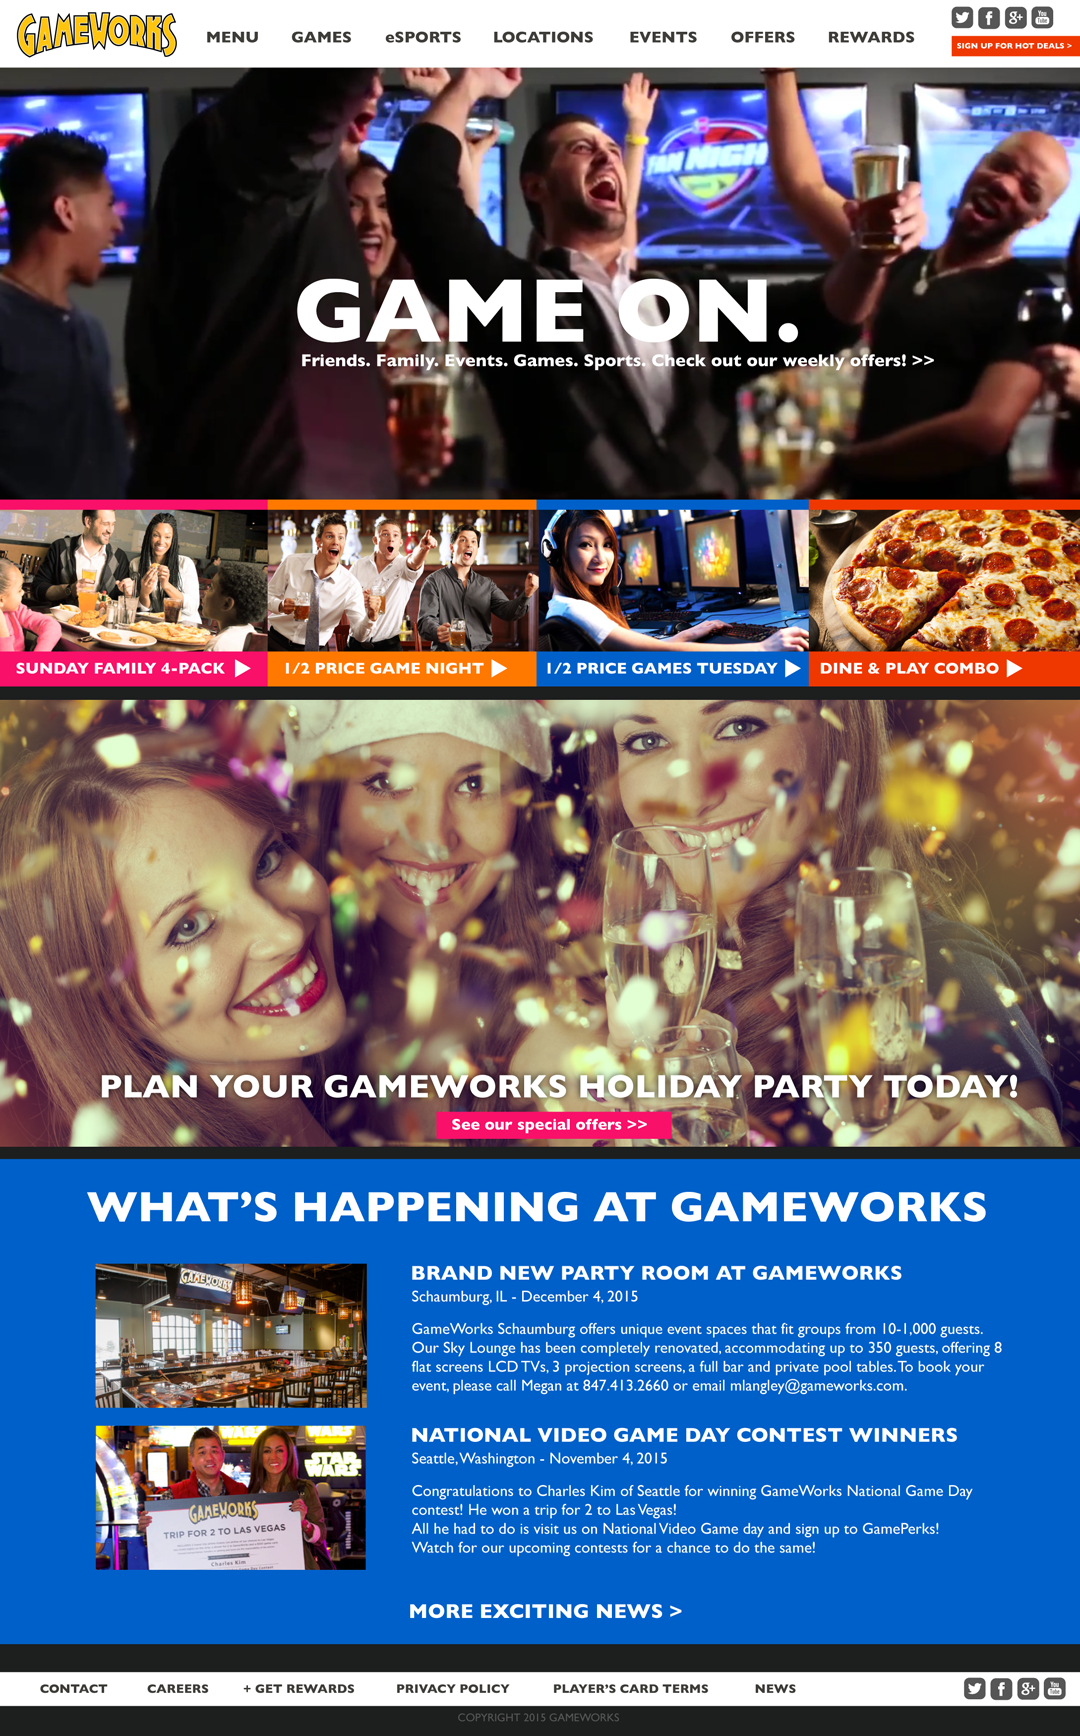 GAMEWORKS
MENU GAMES eSPORTS LOCATIONS EVENTS OFFERS REWARDS
You Tube
SIGN UP FOR HOT DEALS >
FAN NIGHT
GAME ON.
Friends. Family. Events. Games. Sports. Check out our weekly offers! >>
SUNDAY FAMILY 4-PACK
1/2 PRICE GAME NIGHT
1/2 PRICE GAMES TUESDAY
DINE & PLAY COMBO
PLAN YOUR GAMEWORKS HOLIDAY PARTY TODAY!
See our special offers >>
WHAT'S HAPPENING AT GAMEWORKS
GAMEWORKS
BRAND NEW PARTY ROOM AT GAMEWORKS
Schaumburg, IL - December 4, 2015
GameWorks Schaumburg offers unique event spaces that fit groups from 10-1,000 guests.
Our Sky Lounge has been completely renovated, accommodating up to 350 guests, offering 8
flat screens LCD TVs, 3 projection screens, a full bar and private pool tables. To book your
event, please call Megan at 847.413.2660 or email mlangley@gameworks.com.
STAR WARS
GAMEWORKS
TRIP FOR 2 TO LAS VEGAS
Charles Kim
NATIONAL VIDEO GAME DAY CONTEST WINNERS
Seattle, Washington - November 4, 2015
Congratulations to Charles Kim of Seattle for winning GameWorks National Game Day
contest! He won a trip for 2 to Las Vegas!
All he had to do is visit us on National Video Game day and sign up to GamePerks!
Watch for our upcoming contests for a chance to do the same!
MORE EXCITING NEWS >
CONTACT CAREERS + GET REWARDS PRIVACY POLICY PLAYER'S CARD TERMS NEWS
You Tube
COPYRIGHT 2015 GAMEWORKS